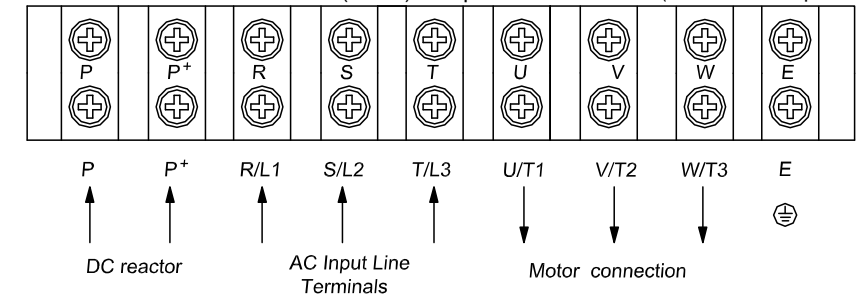 P P⁺ R S T U V W E
P P⁺ R/L1 S/L2 T/L3 U/T1 V/T2 W/T3 E
DC reactor AC Input Line Motor connection
Terminals